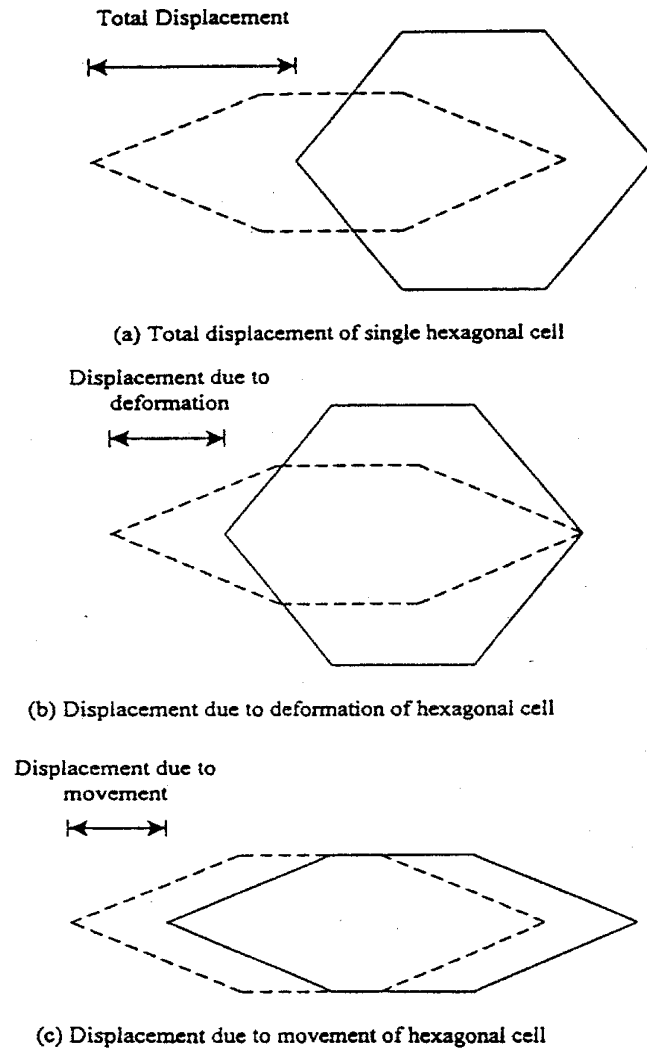 Total Displacement
(a) Total displacement of single hexagonal cell
Displacement due to
deformation
(b) Displacement due to deformation of hexagonal cell
Displacement due to
movement
(c) Displacement due to movement of hexagonal cell